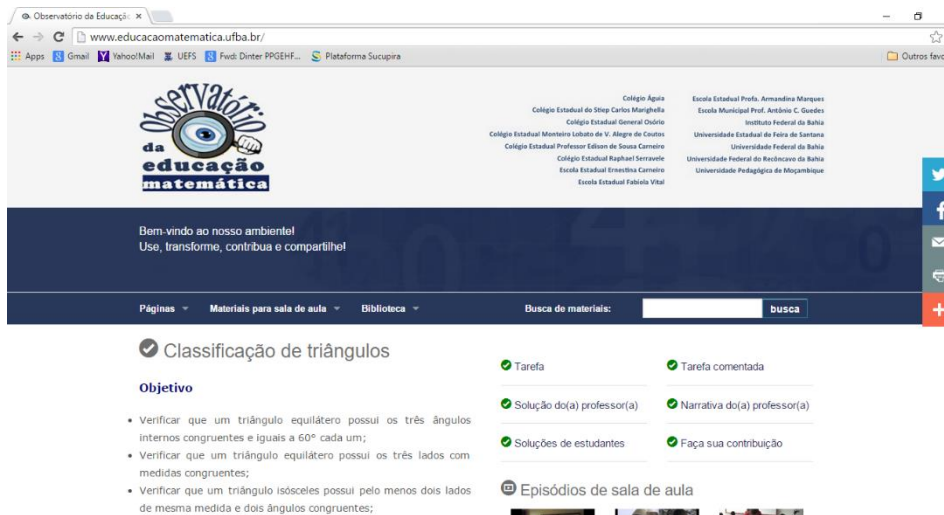 Observatório da Educaçã
www.educacaomatematica.ufba.br/
Apps Gmail Yahoo!Mail UEFS Fwd: Dinter PPGEHF... Plataforma Sucupira Outros favo
Observatório
da
educação
matemática
Colégio Águia
Colégio Estadual do Stiep Carlos Marighella
Colégio Estadual General Osório
Colégio Estadual Monteiro Lobato de V. Alegre de Coutos
Colégio Estadual Professor Edison de Sousa Carneiro
Colégio Estadual Raphael Serravele
Escola Estadual Ernestina Carneiro
Escola Estadual Fabíola Vital
Escola Estadual Profa. Armandina Marques
Escola Municipal Prof. Antônio C. Guedes
Instituto Federal da Bahia
Universidade Estadual de Feira de Santana
Universidade Federal da Bahia
Universidade Federal do Recôncavo da Bahia
Universidade Pedagógica de Moçambique
Bem-vindo ao nosso ambiente!
Use, transforme, contribua e compartilhe!
Páginas Materiais para sala de aula Biblioteca Busca de materiais: busca
Classificação de triângulos
Objetivo
Verificar que um triângulo equilátero possui os três ângulos
internos congruentes e iguais a 60° cada um;
Verificar que um triângulo equilátero possui os três lados com
medidas congruentes;
Verificar que um triângulo isósceles possui pelo menos dois lados
de mesma medida e dois ângulos congruentes;
Tarefa
Tarefa comentada
Solução do(a) professor(a)
Narrativa do(a) professor(a)
Soluções de estudantes
Faça sua contribuição
Episódios de sala de aula